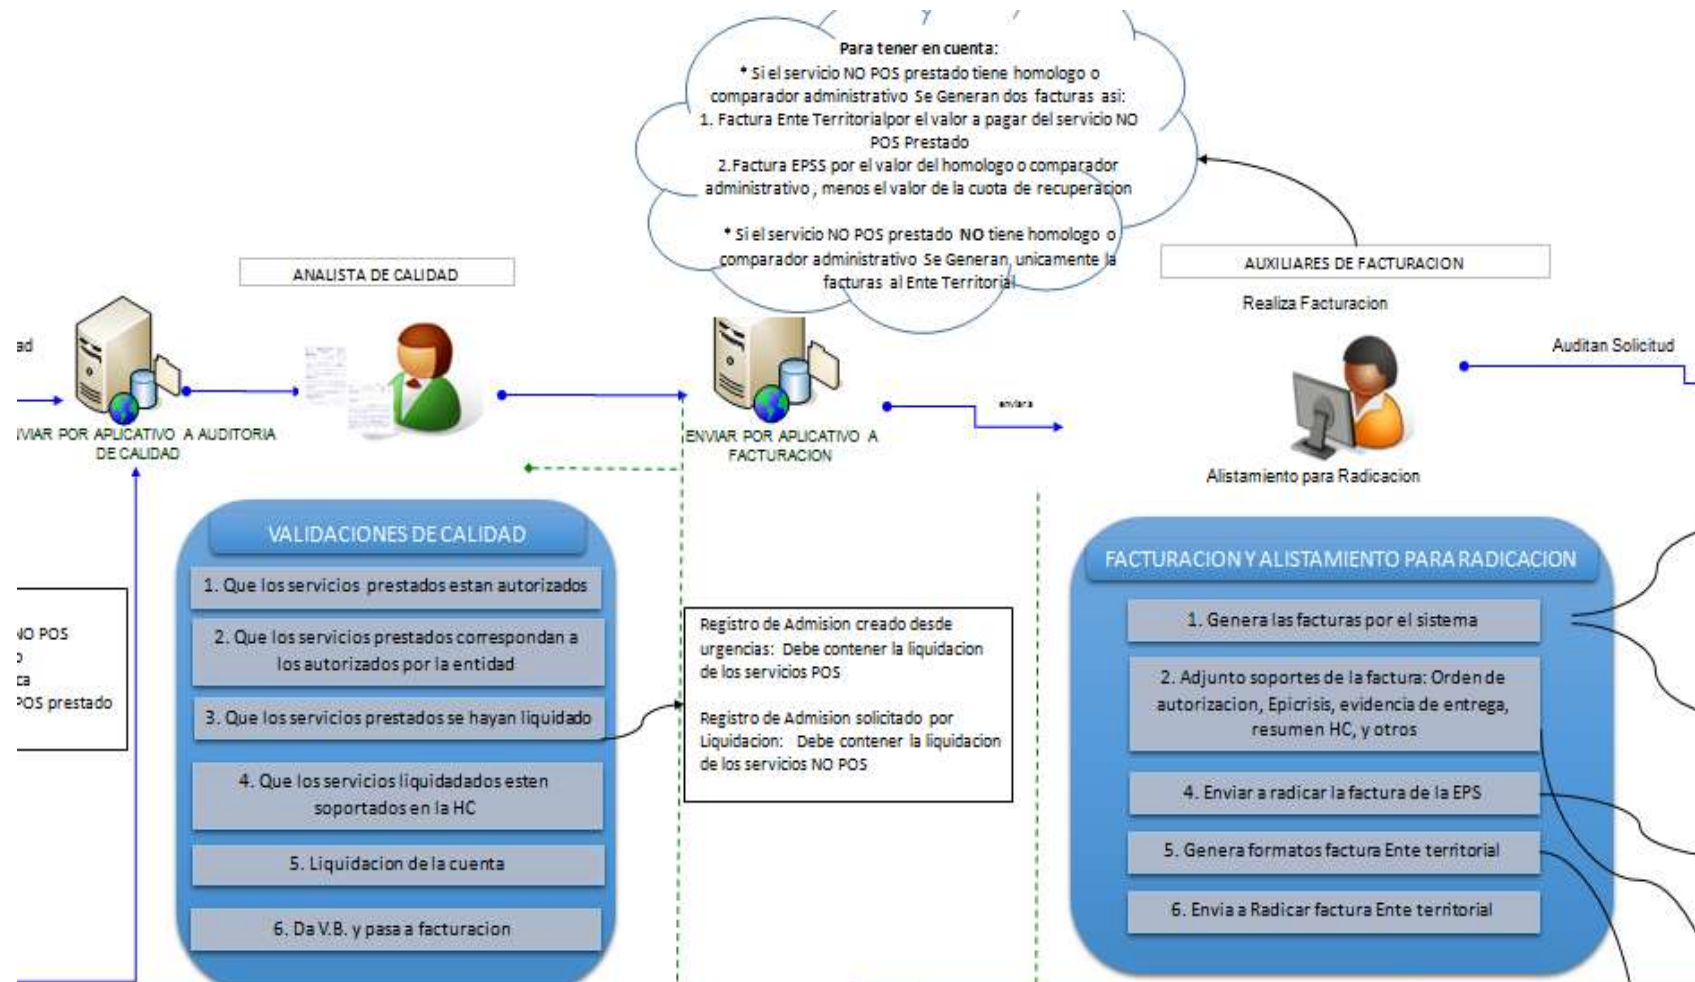 Para tener en cuenta:
* Si el servicio NO POS prestado tiene homologo o
comparador administrativo Se Generan dos facturas asi:
1. Factura Ente Territorialpor el valor a pagar del servicio NO
POS Prestado
2.Factura EPSS por el valor del homologo o comparador
administrativo , menos el valor de la cuota de recuperacion
* Si el servicio NO POS prestado NO tiene homologo o
comparador administrativo Se Generan unicamente la
facturas al Ente Territorial
ANALISTA DE CALIDAD
AUXILIARES DE FACTURACION
Realiza Facturacion
ad
Auditan Solicitud
enviara
VIAR POR APLICATIVO A AUDITORIA
DE CALIDAD
ENVIAR POR APLICATIVO A
FACTURACION
Alistamiento para Radicacion
VALIDACIONES DE CALIDAD
1. Que los servicios prestados estan autorizados
2. Que los servicios prestados correspondan a
los autorizados por la entidad
3. Que los servicios prestados se hayan liquidado
4. Que los servicios liquidadados esten
soportados en la HC
5. Liquidacion de la cuenta
6. Da V.B. y pasa a facturacion
NO POS
ca
POS prestado
Registro de Admision creado desde
urgencias: Debe contener la liquidacion
de los servicios POS
Registro de Admision solicitado por
Liquidacion: Debe contener la liquidacion
de los servicios NO POS
FACTURACION Y ALISTAMIENTO PARA RADICACION
1. Genera las facturas por el sistema
2. Adjunto soportes de la factura: Orden de
autorizacion, Epicrisis, evidencia de entrega,
resumen HC, y otros
4. Enviar a radicar la factura de la EPS
5. Genera formatos factura Ente territorial
6. Envia a Radicar factura Ente territorial